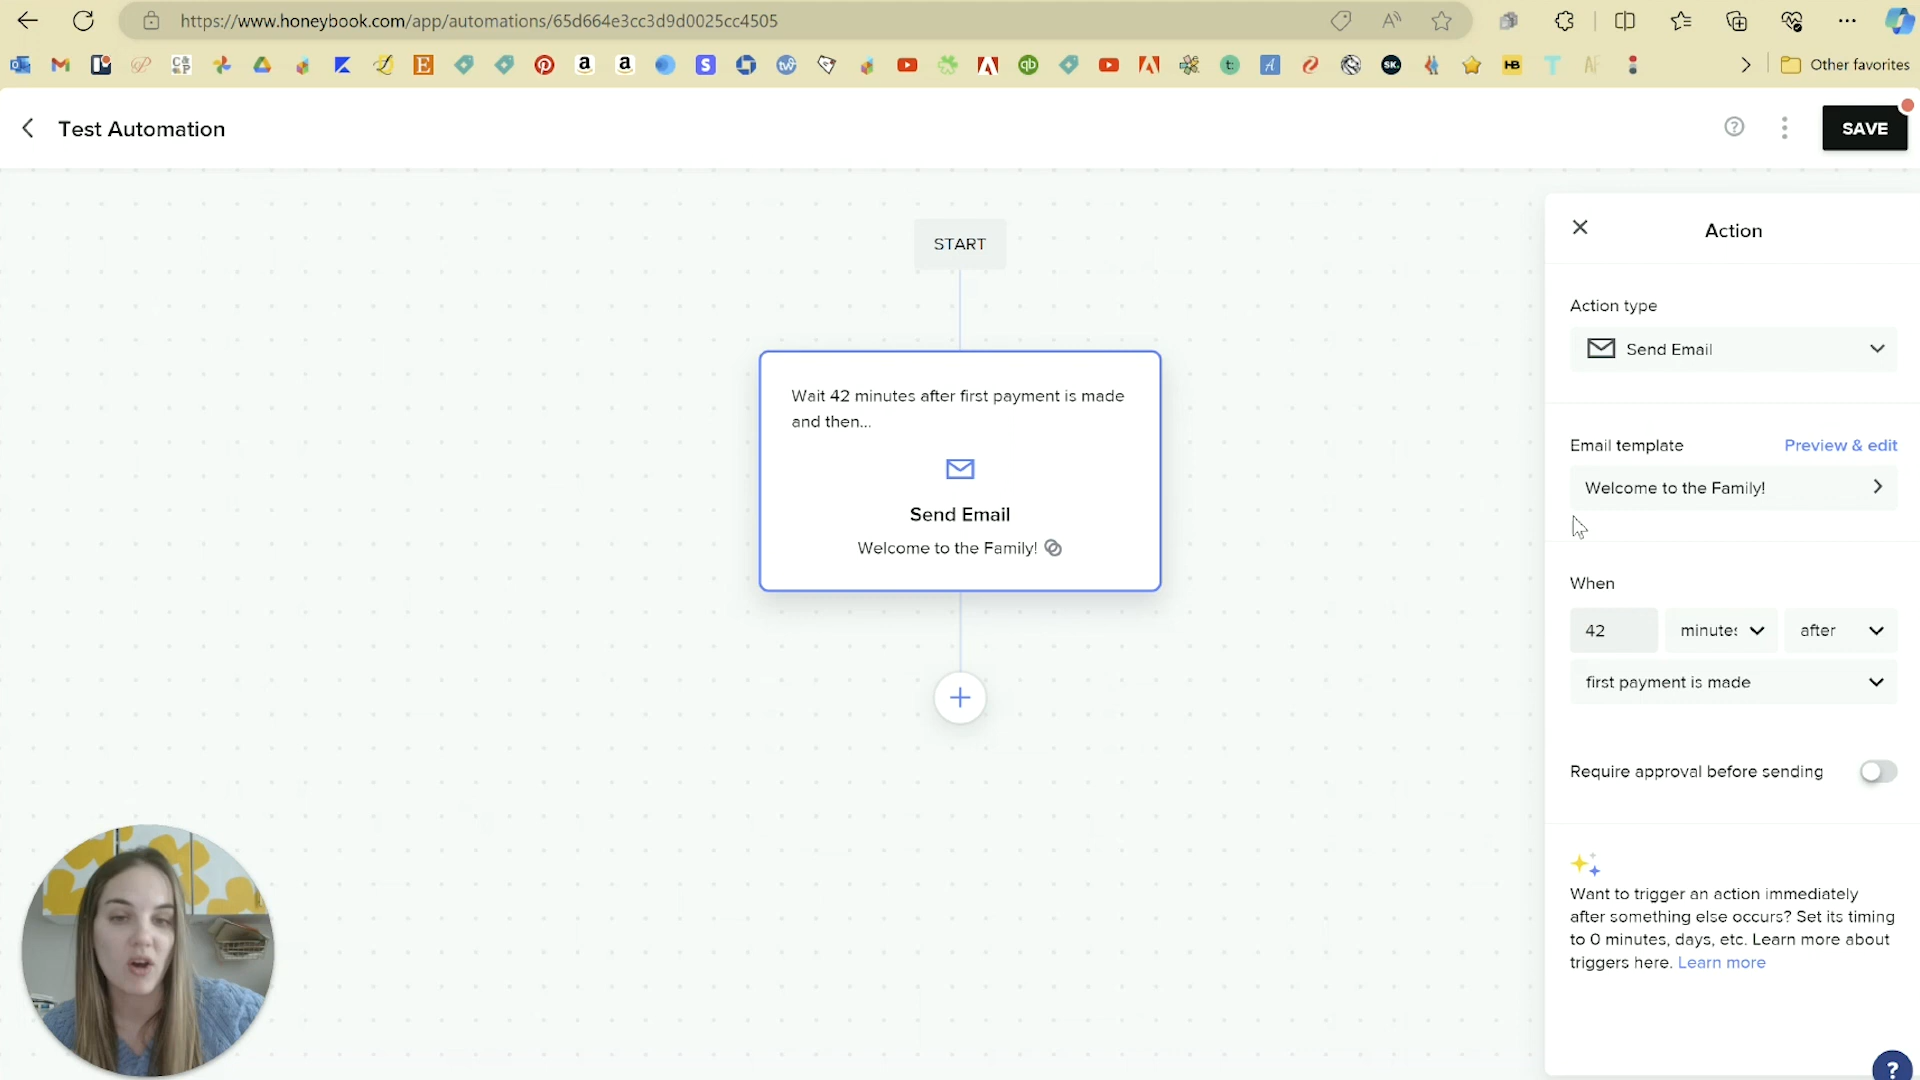 https://www.honeybook.com/app/automations/65d664e3cc3d9d0025cc4505
Other favorites
Test Automation
SAVE
START
Wait 42 minutes after first payment is made
and then...
Send Email
Welcome to the Family!
Action
Action type
Send Email
Email template
Preview & edit
Welcome to the Family!
When
42
minutes
after
first payment is made
Require approval before sending
Want to trigger an action immediately
after something else occurs? Set its timing
to 0 minutes, days, etc. Learn more about
triggers here. Learn more